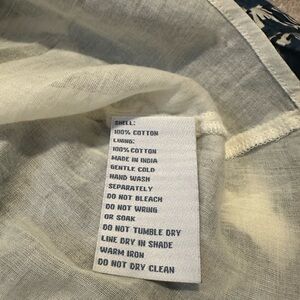 SHELL:
100% COTTON
LINING:
100% COTTON
MADE IN INDIA
GENTLE COLD
HAND WASH
SEPARATELY
DO NOT BLEACH
DO NOT WRING
OR SOAK
DO NOT TUMBLE DRY
LINE DRY IN SHADE
WARM IRON
DO NOT DRY CLEAN